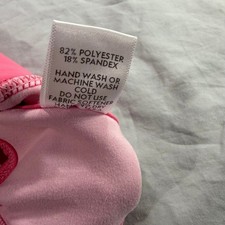 82% POLYESTER
18% SPANDEX
HAND WASH OR
MACHINE WASH
COLD
DO NOT USE
FABRIC SOFTENER